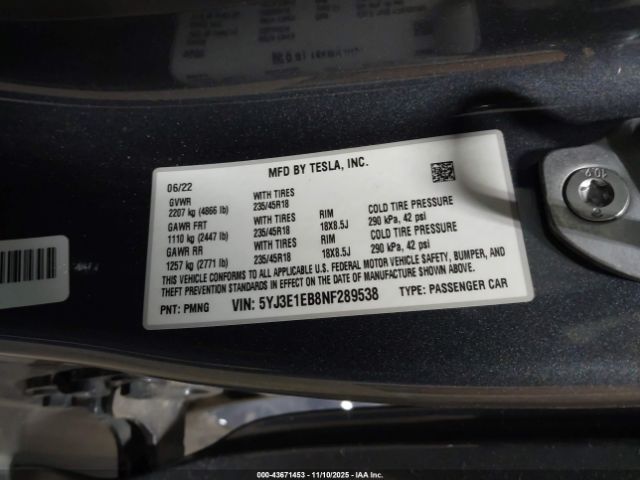 MFD BY TESLA, INC.
06/22
GVWR WITH TIRES
2207 kg (4866 lb) 235/45R18 RIM COLD TIRE PRESSURE
GAWR FRT WITH TIRES 18X8.5J 290 kPa, 42 psi
1110 kg (2447 lb) 235/45R18 RIM COLD TIRE PRESSURE
GAWR RR WITH TIRES 18X8.5J 290 kPa, 42 psi
1257 kg (2771 lb) 235/45R18
THIS VEHICLE CONFORMS TO ALL APPLICABLE U.S. FEDERAL MOTOR VEHICLE SAFETY, BUMPER, AND
THEFT PREVENTION STANDARDS IN EFFECT ON THE DATE OF MANUFACTURE SHOWN ABOVE.
PNT: PMNG VIN: 5YJ3E1EB8NF289538 TYPE: PASSENGER CAR
10.9
000-43671453 - 11/10/2025 - IAA Inc.